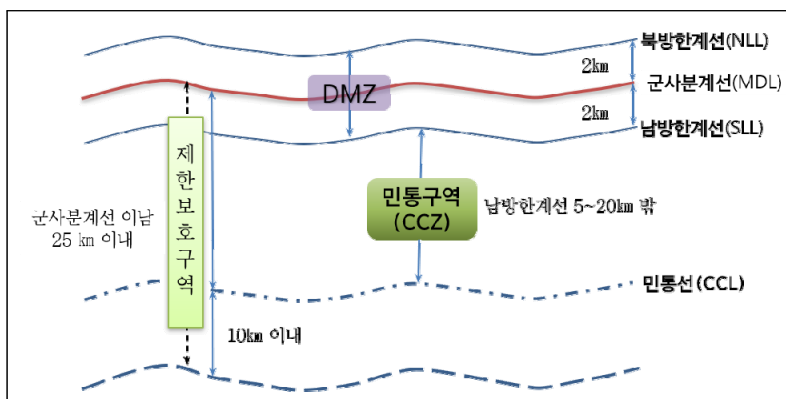 북방한계선(NLL)
2㎞
DMZ
군사분계선(MDL)
2㎞
남방한계선(SLL)
제한보호구역
군사분계선 이남
25 ㎞ 이내
민통구역
(CCZ)
남방한계선 5~20㎞ 밖
민통선(CCL)
10㎞ 이내